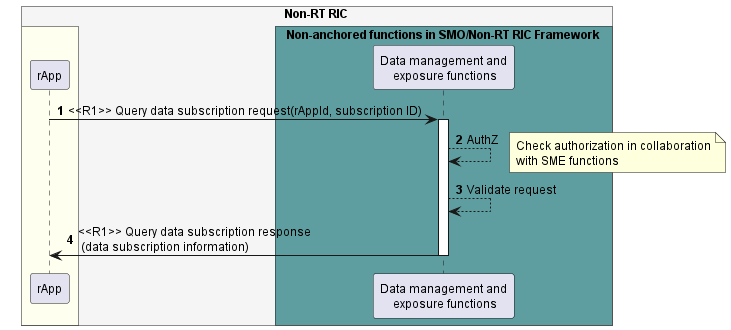 Non-RT RIC
Non-anchored functions in SMO/Non-RT RIC Framework
rApp
Data management and
exposure functions
1 <<R1>> Query data subscription request(rAppId, subscription ID)
2 AuthZ
Check authorization in collaboration
with SME functions
3 Validate request
4 <<R1>> Query data subscription response
(data subscription information)
rApp
Data management and
exposure functions